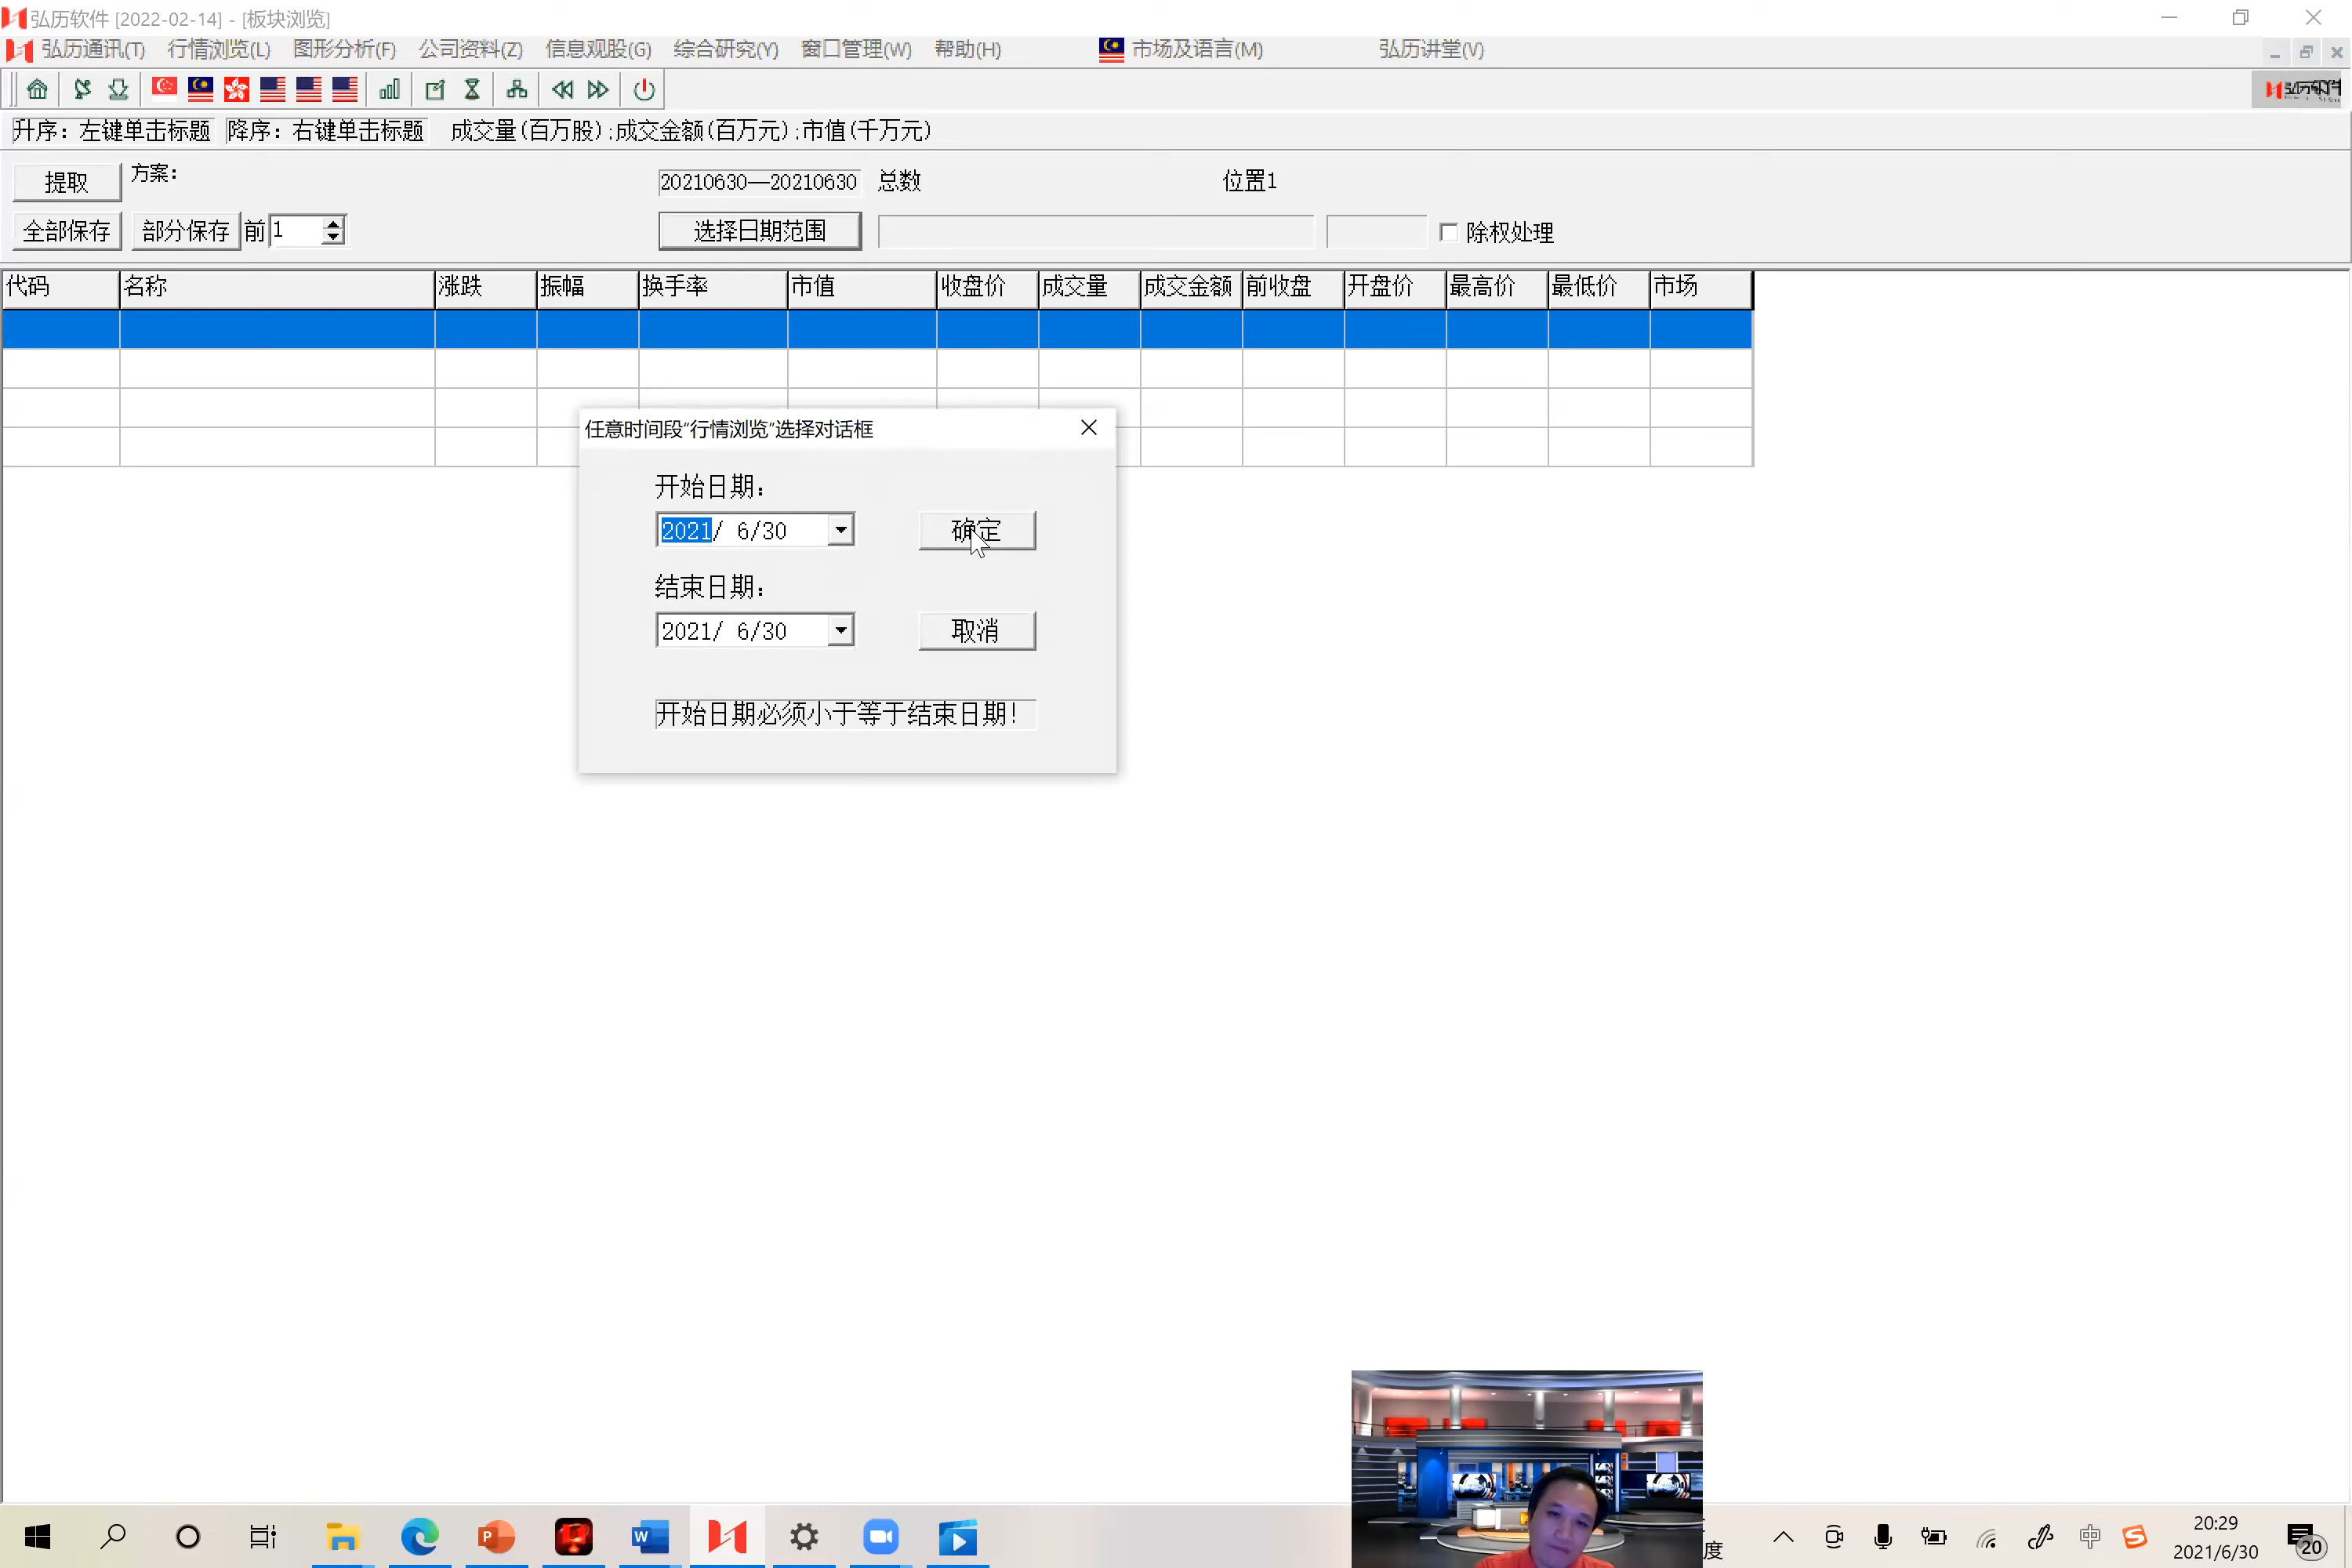 弘历软件 [2022-02-14] - [板块浏览]
弘历通讯(T) 行情浏览(L) 图形分析(F) 公司资料(Z) 信息观股(G) 综合研究(Y) 窗口管理(W) 帮助(H) 市场及语言(M) 弘历讲堂(V)
弘历软件
升序: 左键单击标题 降序: 右键单击标题 成交量(百万股);成交金额(百万元);市值(千万元)
提取 方案: 20210630—20210630 总数 位置1
全部保存 部分保存 前 1 选择日期范围 除权处理
代码 名称 涨跌 振幅 换手率 市值 收盘价 成交量 成交金额 前收盘 开盘价 最高价 最低价 市场
任意时间段"行情浏览"选择对话框
开始日期:
2021/ 6/30 确定
结束日期:
2021/ 6/30 取消
开始日期必须小于等于结束日期!
度 中 20:29
2021/6/30 20